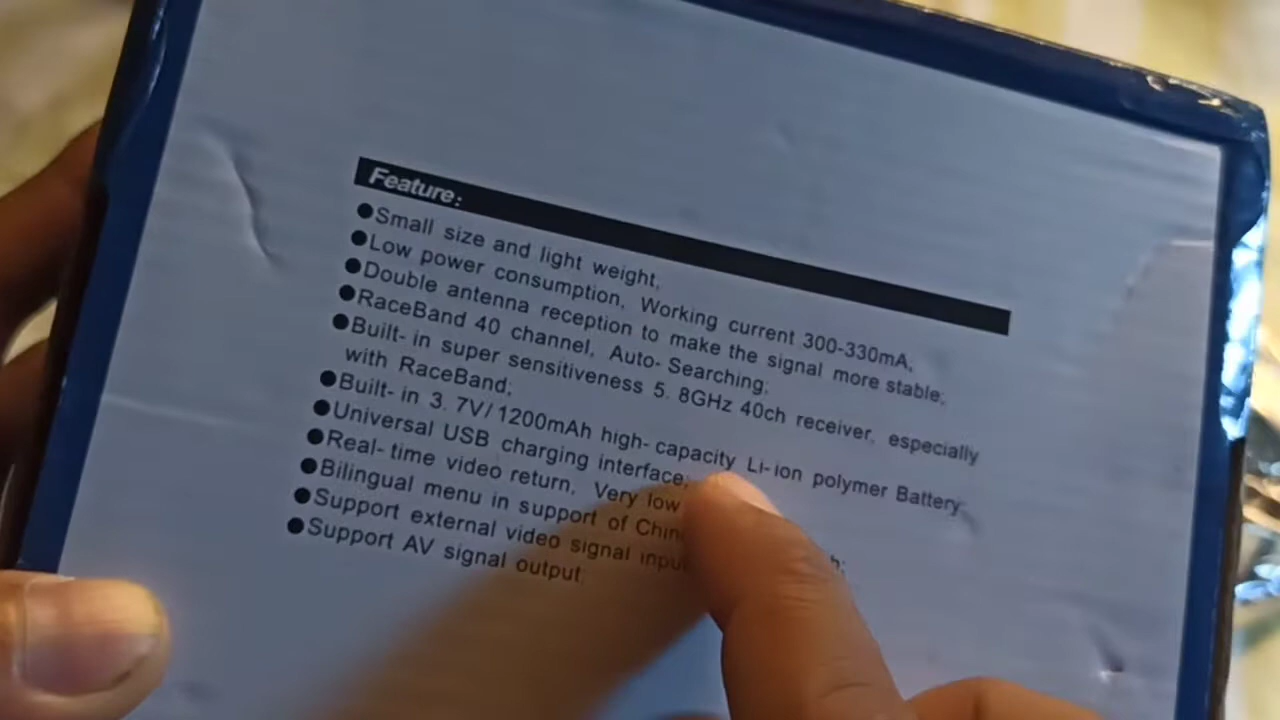 Feature:
●Small size and light weight,
●Low power consumption, Working current 300-330mA,
●Double antenna reception to make the signal more stable;
●RaceBand 40 channel, Auto- Searching;
●Built- in super sensitiveness 5. 8GHz 40ch receiver, especially
with RaceBand;
●Built- in 3. 7V/1200mAh high- capacity Li-ion polymer Battery
●Universal USB charging interface;
●Real- time video return, Very low
●Bilingual menu in support of
●Support external video signal
●Support AV signal output;